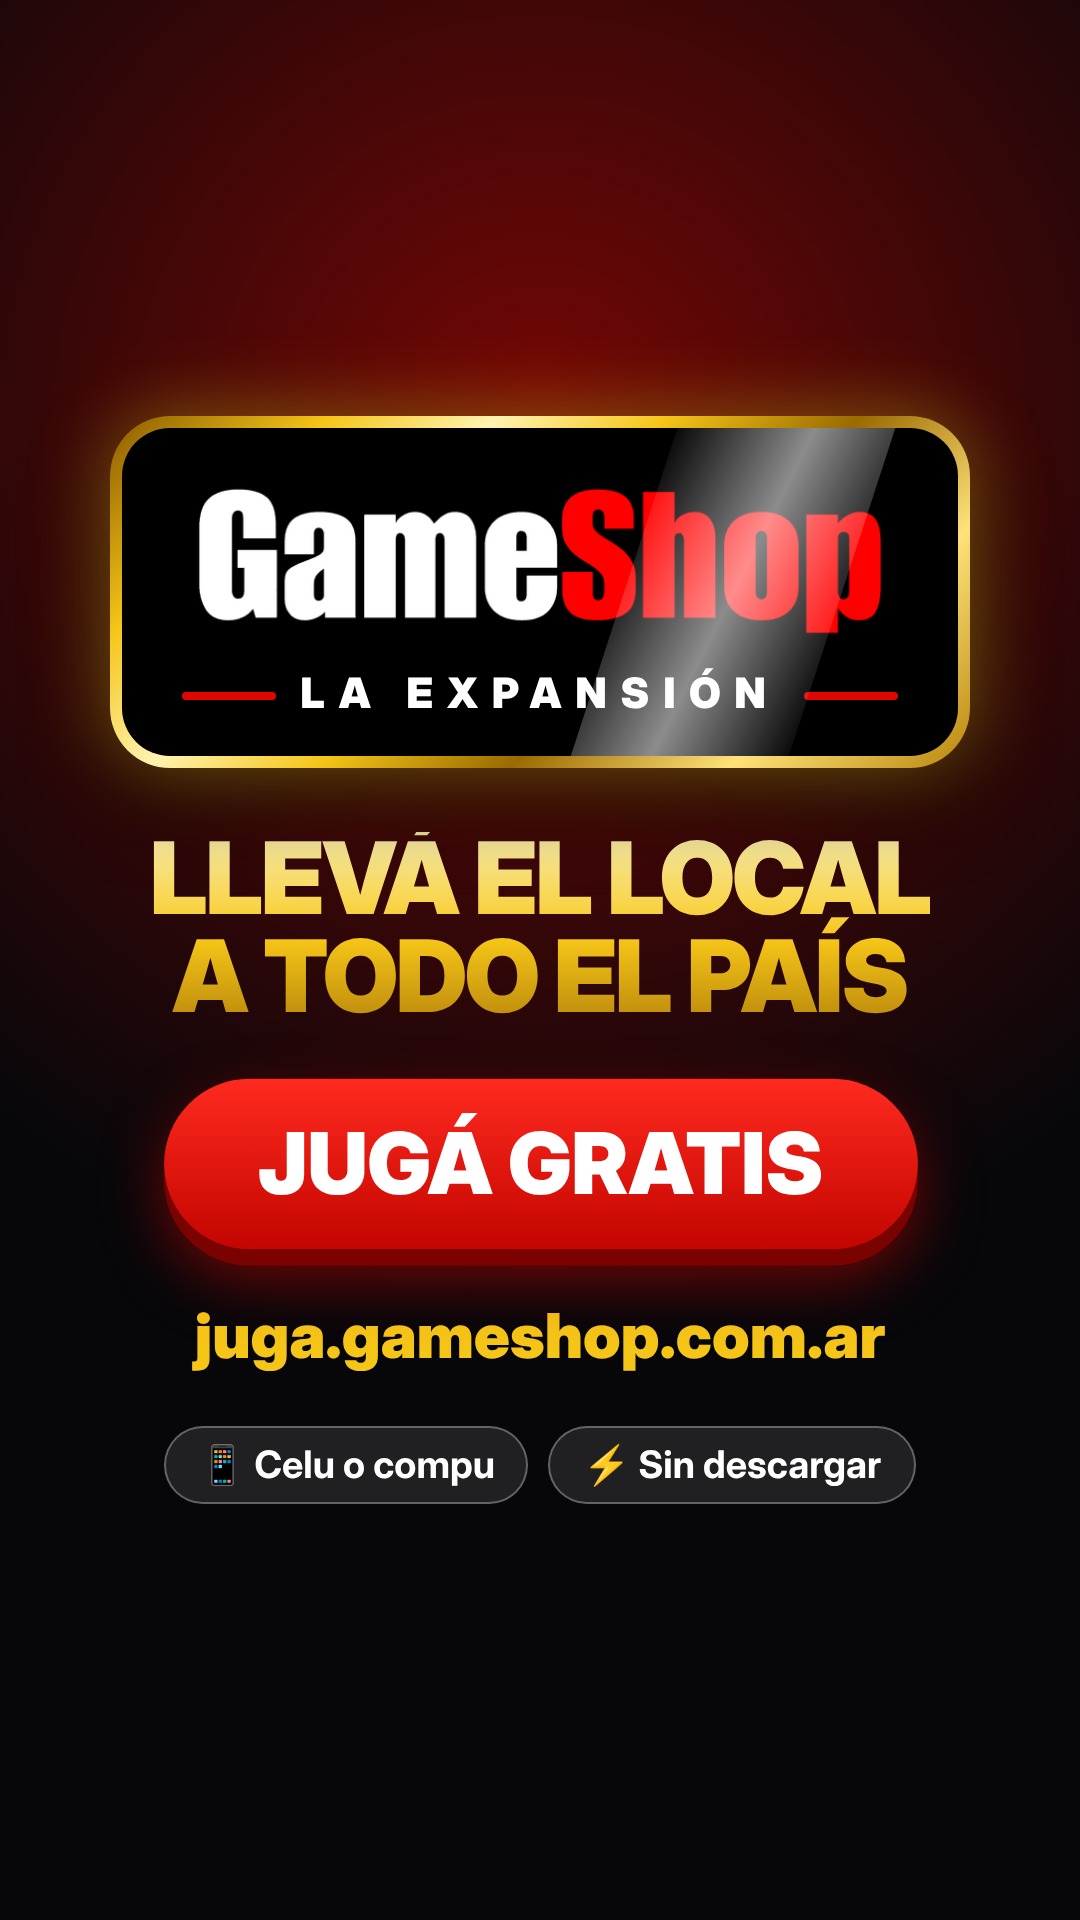 GameShop
LA EXPANSIÓN
LLEVÁ EL LOCAL
A TODO EL PAÍS
JUGÁ GRATIS
juga.gameshop.com.ar
📱 Celu o compu
⚡ Sin descargar